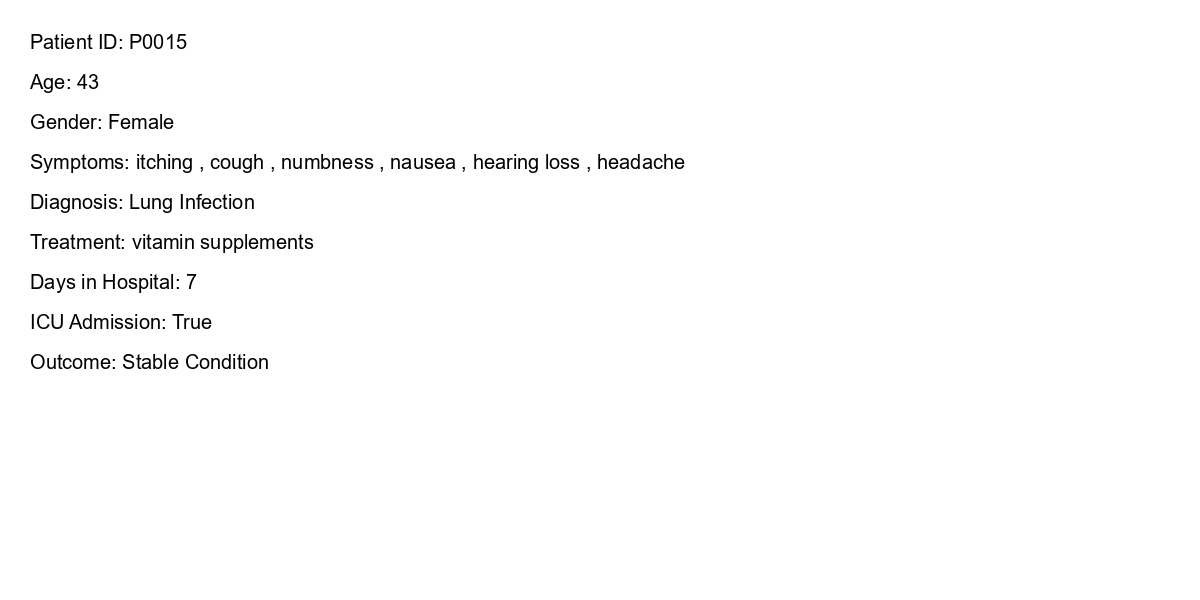 Patient ID: P0015
Age: 43
Gender: Female
Symptoms: itching , cough , numbness , nausea , hearing loss , headache
Diagnosis: Lung Infection
Treatment: vitamin supplements
Days in Hospital: 7
ICU Admission: True
Outcome: Stable Condition